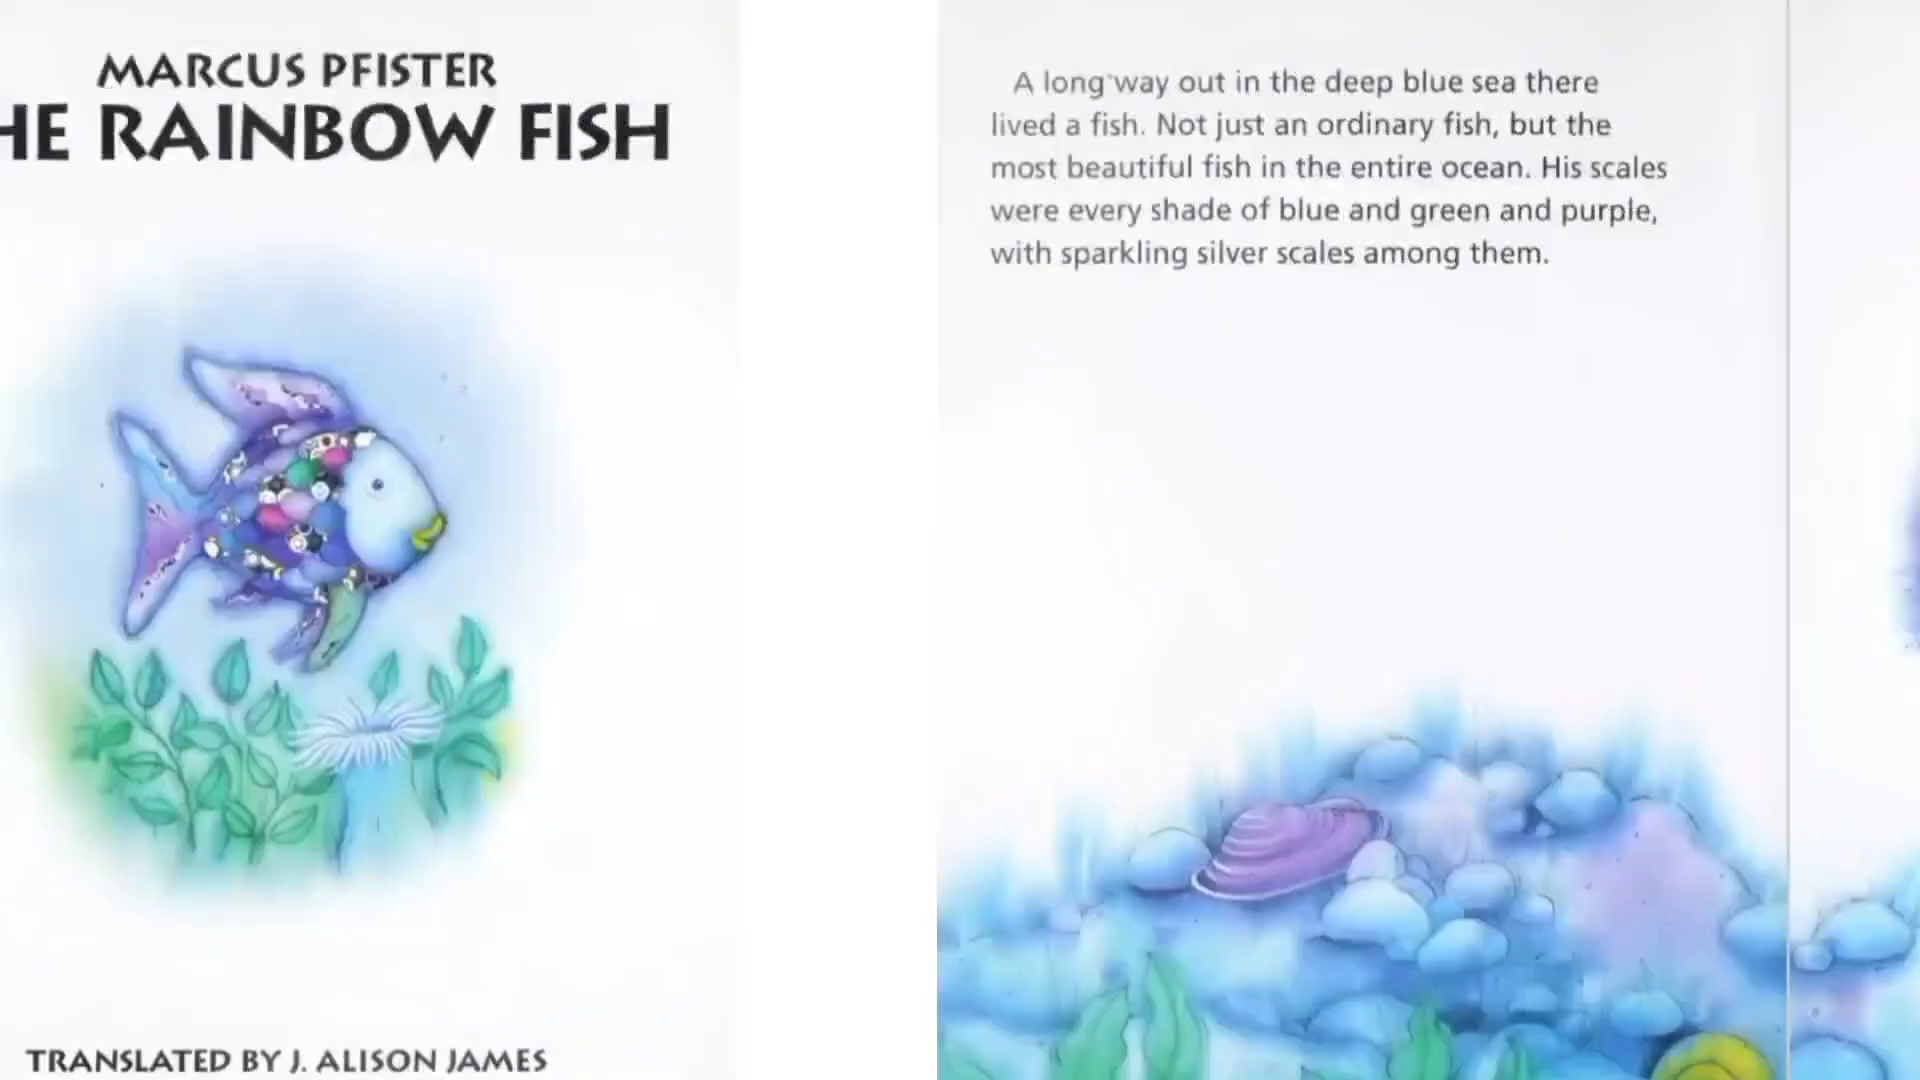 MARCUS PFISTER
HE RAINBOW FISH
TRANSLATED BY J. ALISON JAMES
A long way out in the deep blue sea there
lived a fish. Not just an ordinary fish, but the
most beautiful fish in the entire ocean. His scales
were every shade of blue and green and purple,
with sparkling silver scales among them.